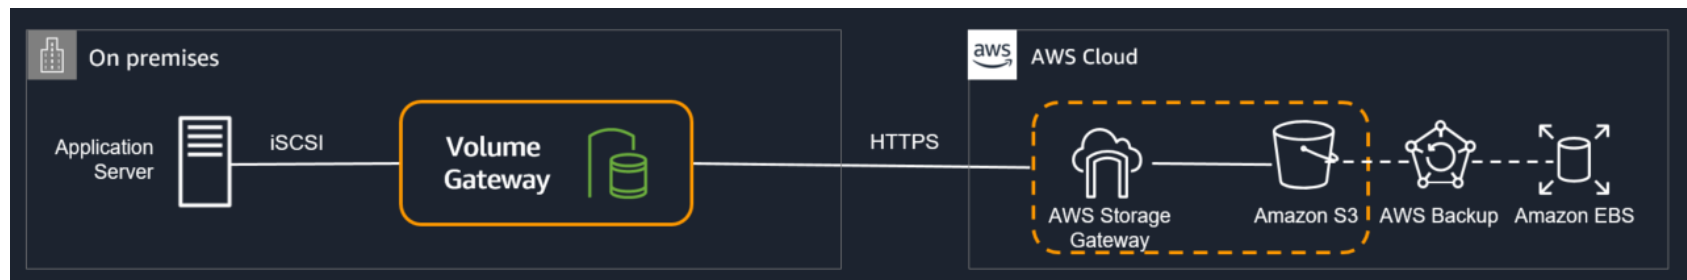 On premises
Application
Server
iSCSI
Volume
Gateway
HTTPS
aws
AWS Cloud
AWS Storage
Gateway
Amazon S3
AWS Backup
Amazon EBS